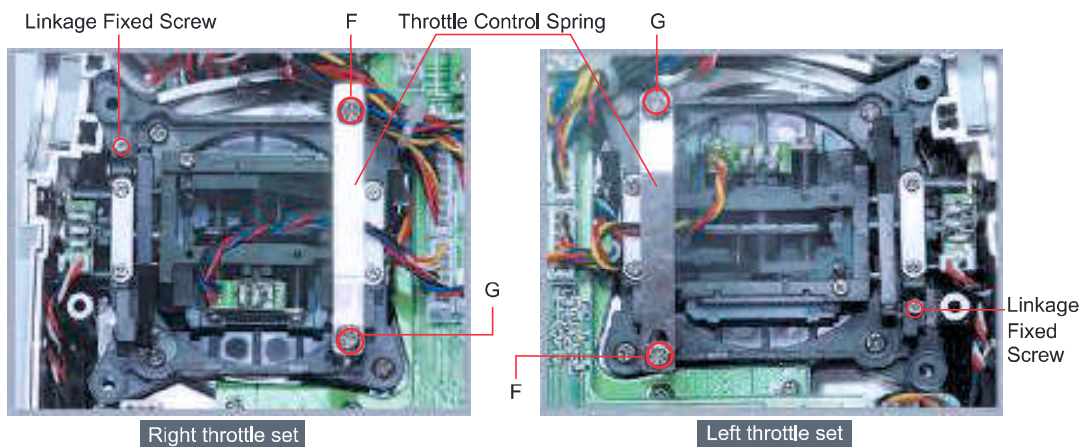 Linkage Fixed Screw
F
Throttle Control Spring
G
G
F
Linkage
Fixed
Screw
Right throttle set
Left throttle set